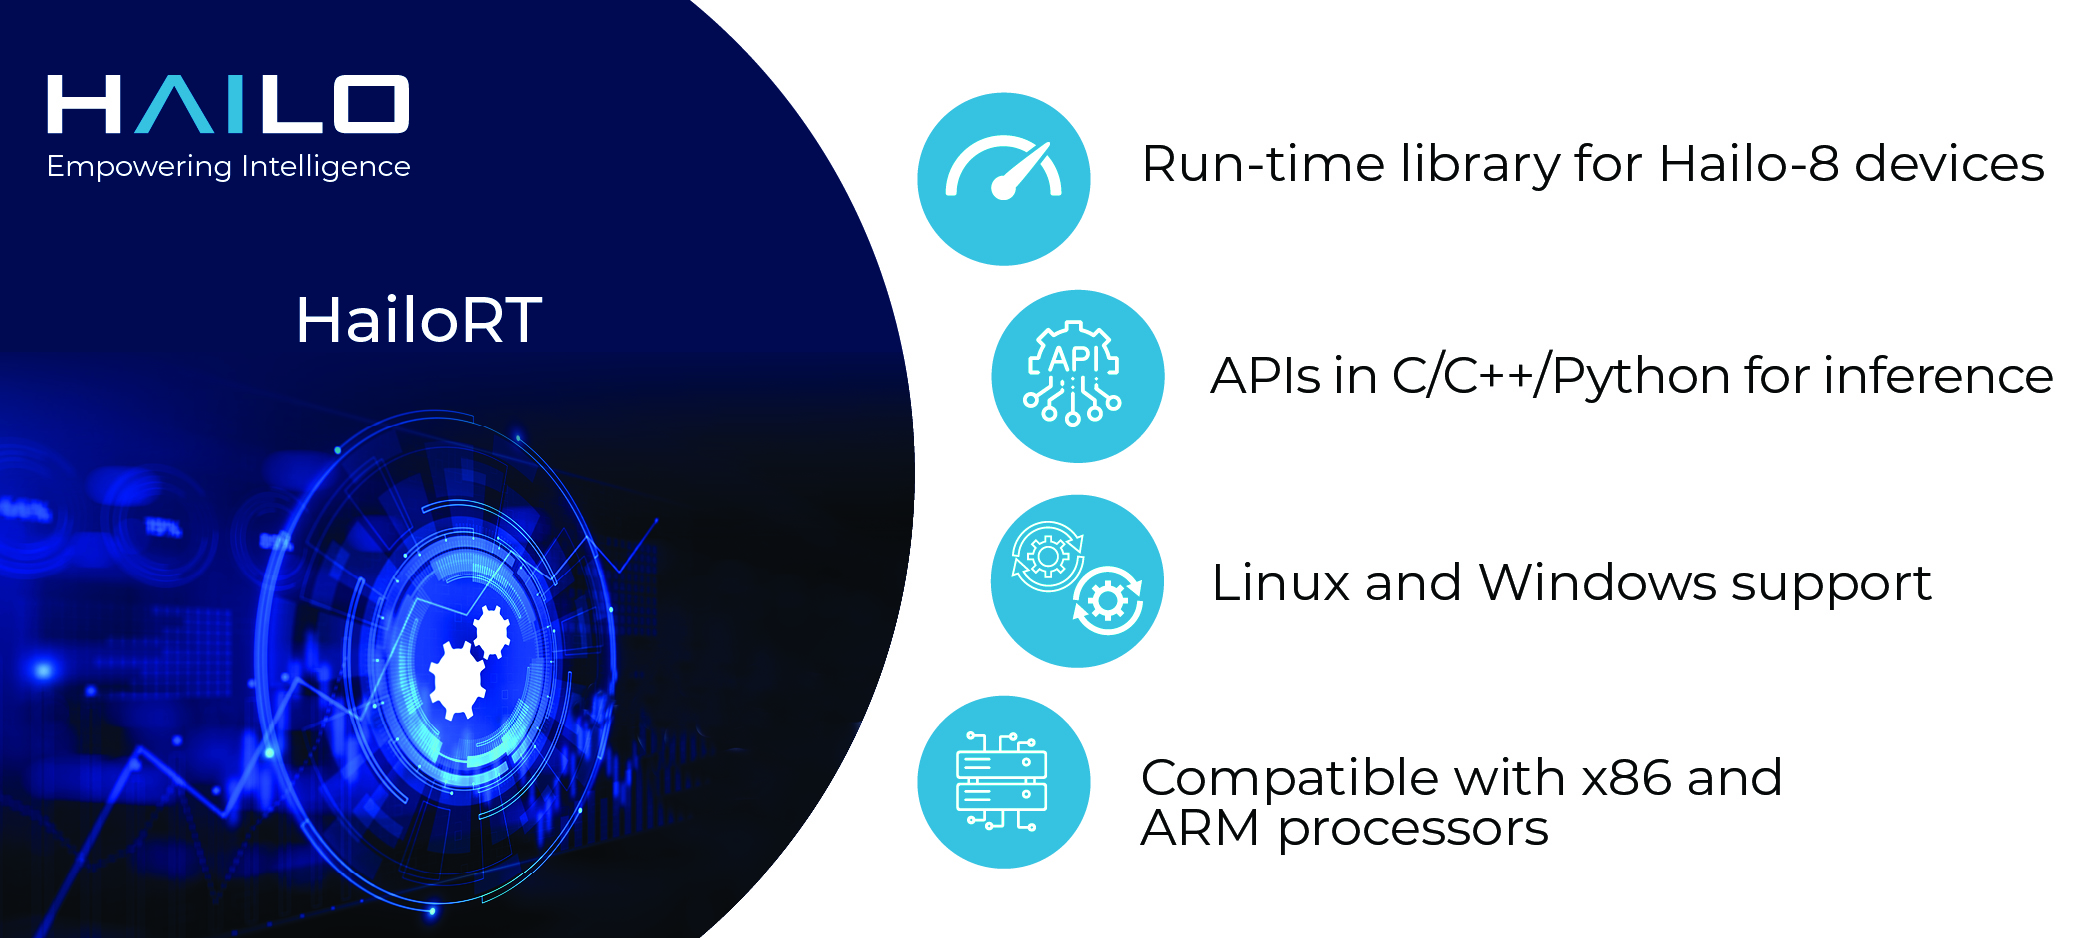 HAILO
Empowering Intelligence
HailoRT
Run-time library for Hailo-8 devices
API
APIs in C/C++/Python for inference
Linux and Windows support
Compatible with x86 and
ARM processors